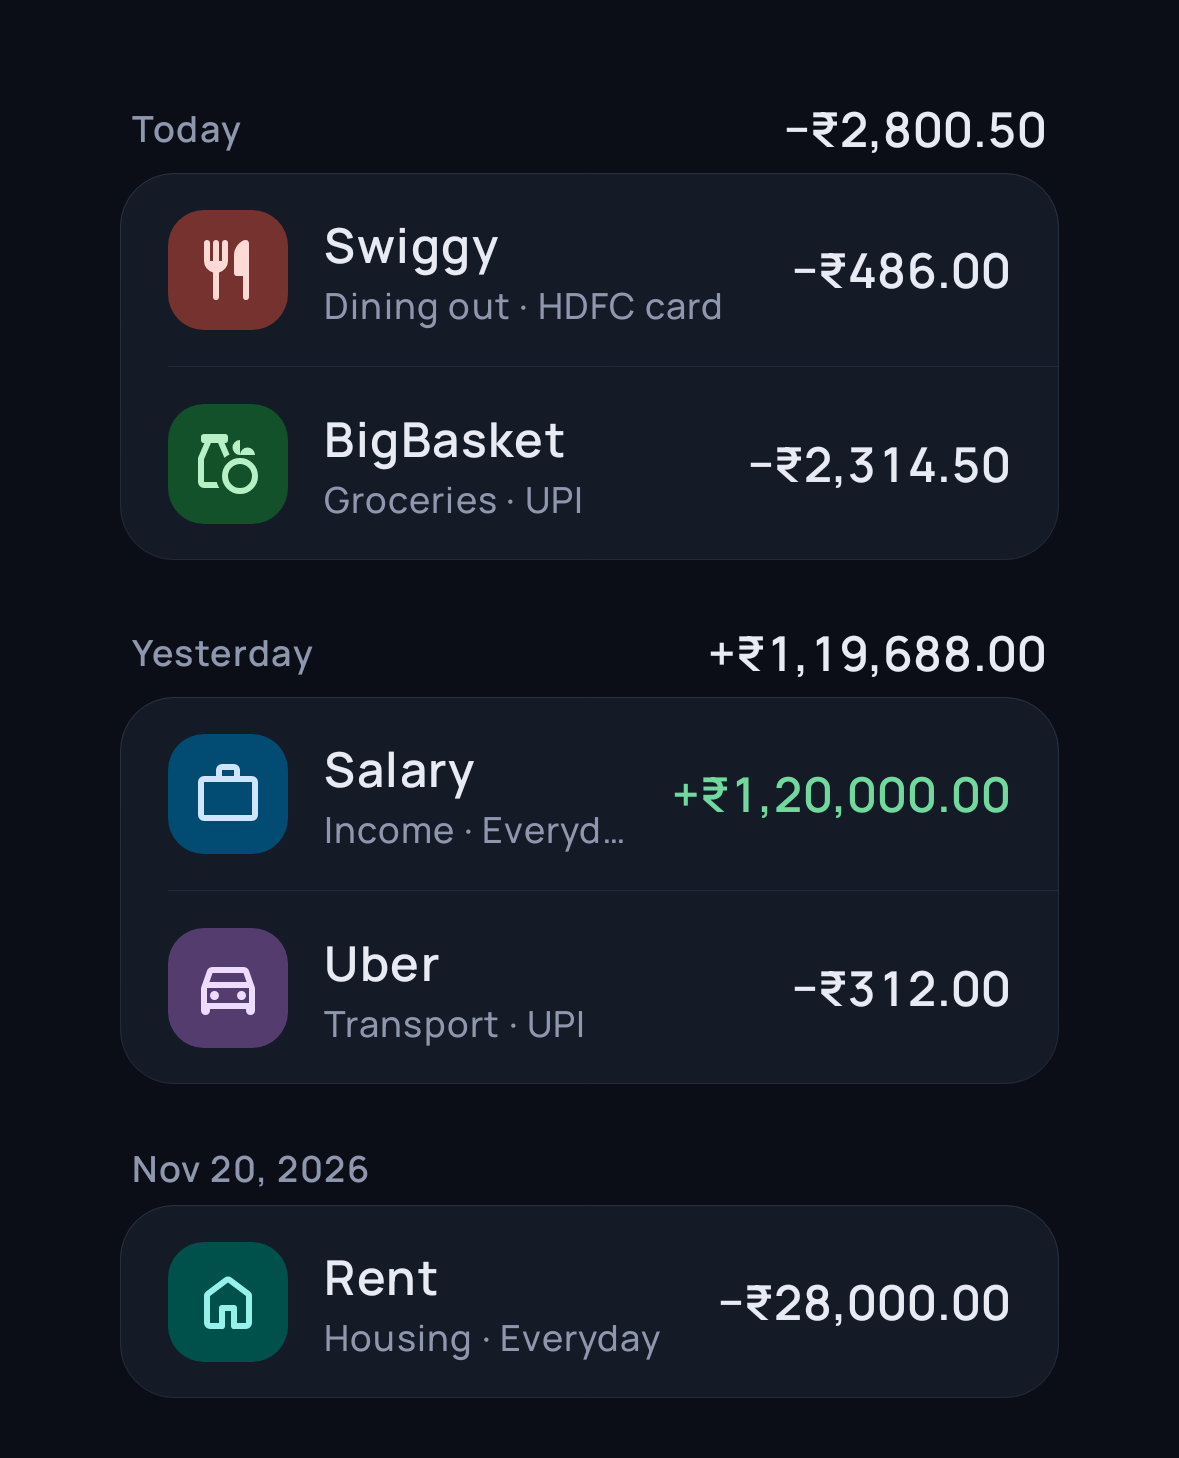 Today
−₹2,800.50
Swiggy
−₹486.00
Dining out · HDFC card
BigBasket
−₹2,314.50
Groceries · UPI
Yesterday
+₹1,19,688.00
Salary
+₹1,20,000.00
Income · Everyd…
Uber
−₹312.00
Transport · UPI
Nov 20, 2026
Rent
−₹28,000.00
Housing · Everyday